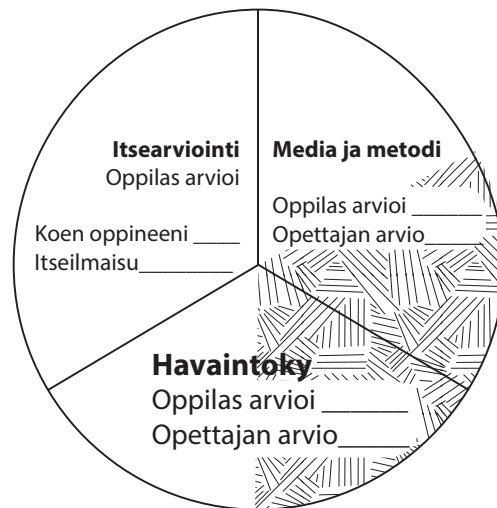 Itsearviointi
Oppilas arvioi
Koen oppineeni ____
Itseilmaisu________
Media ja metodi
Oppilas arvioi ______
Opettajan arvio_____
Havaintoky
Oppilas arvioi ______
Opettajan arvio_____